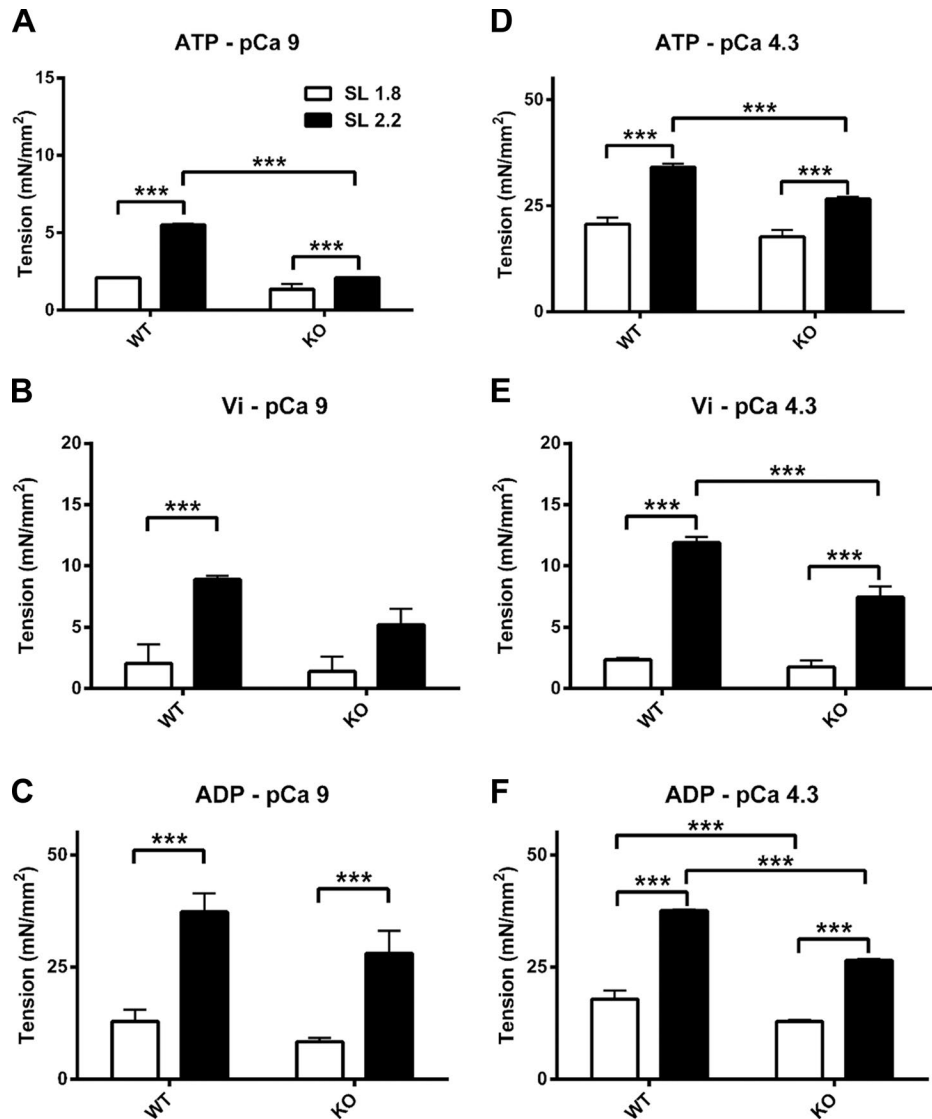 A
ATP - pCa 9
Tension (mN/mm²)
15
10
5
0
SL 1.8
SL 2.2
***
***
***
WT
KO
D
ATP - pCa 4.3
Tension (mN/mm²)
50
25
0
***
***
***
WT
KO
B
Vi - pCa 9
Tension (mN/mm²)
20
15
10
5
0
***
WT
KO
E
Vi - pCa 4.3
Tension (mN/mm²)
20
15
10
5
0
***
***
***
WT
KO
C
ADP - pCa 9
Tension (mN/mm²)
50
25
0
***
***
WT
KO
F
ADP - pCa 4.3
Tension (mN/mm²)
50
25
0
***
***
***
***
WT
KO